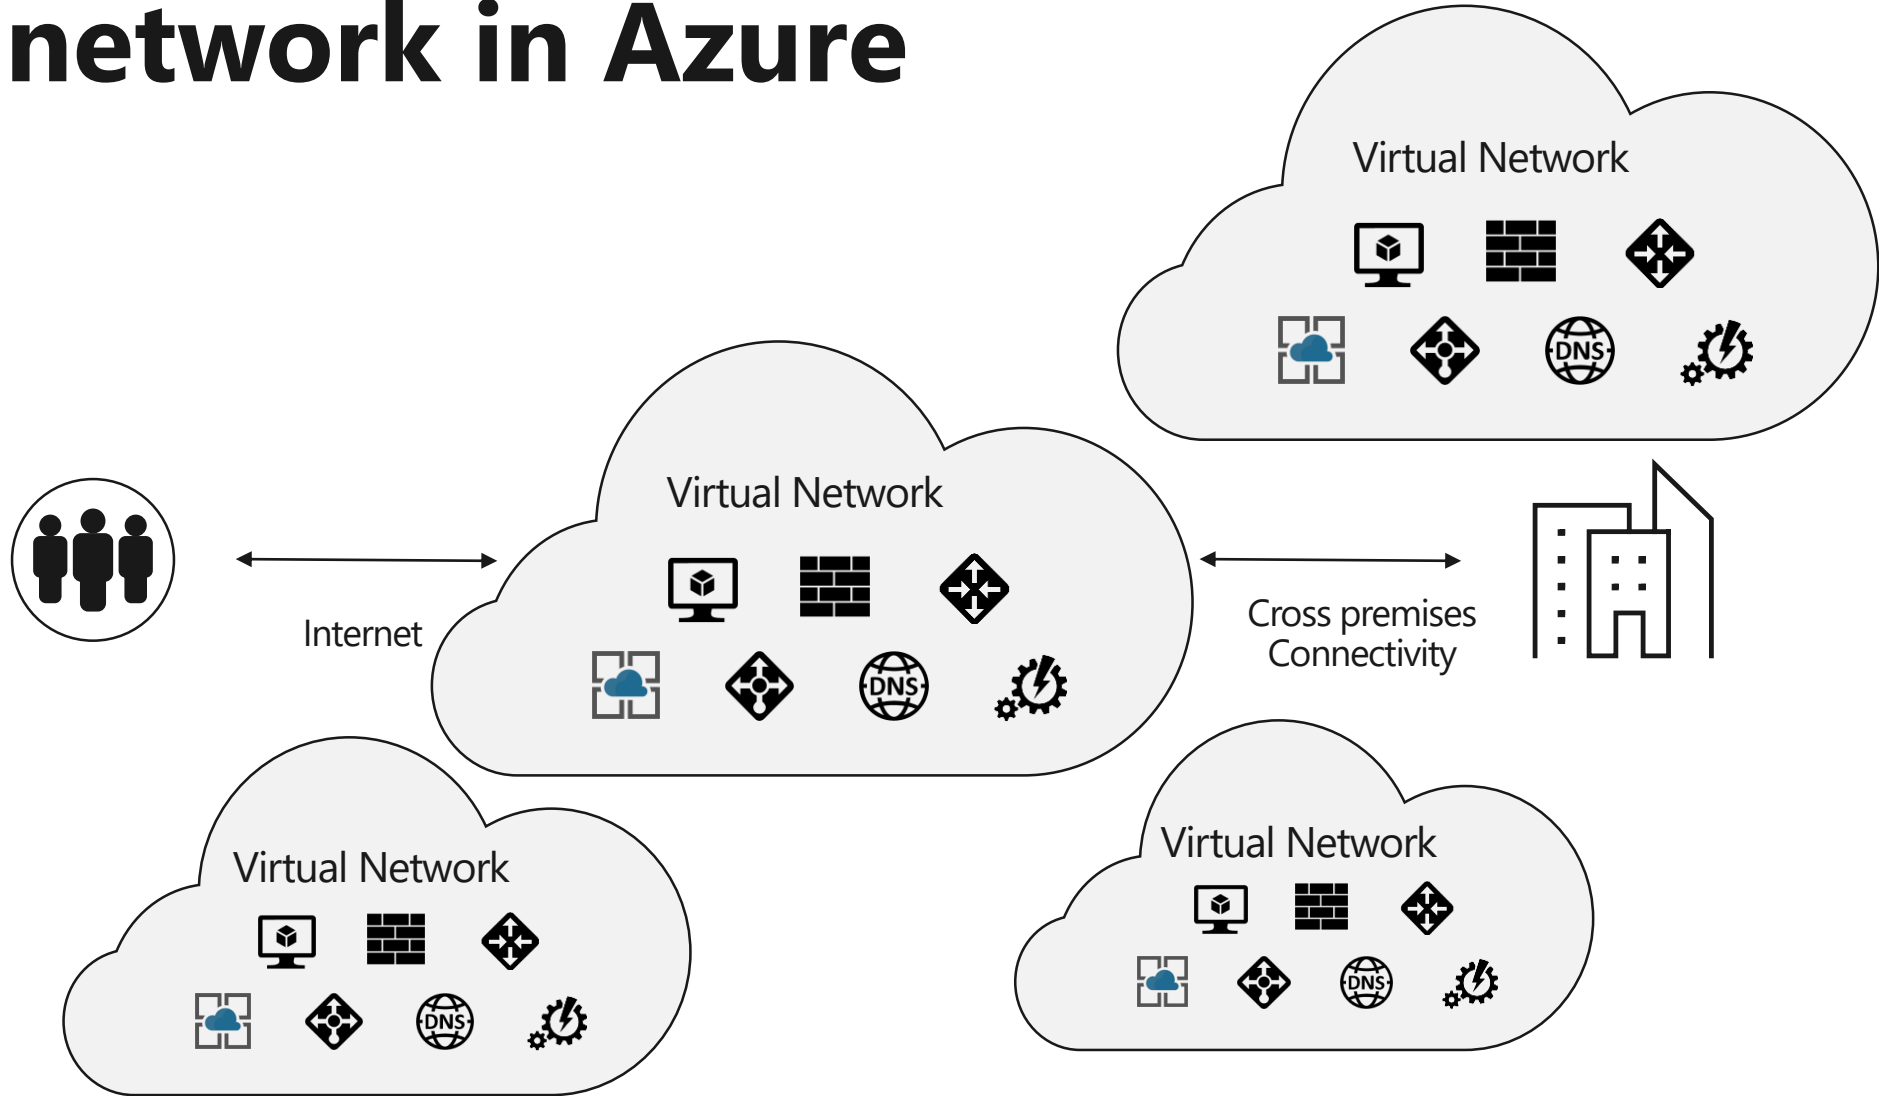 network in Azure
Virtual Network
DNS
Virtual Network
DNS
Internet
Cross premises
Connectivity
Virtual Network
DNS
Virtual Network
DNS